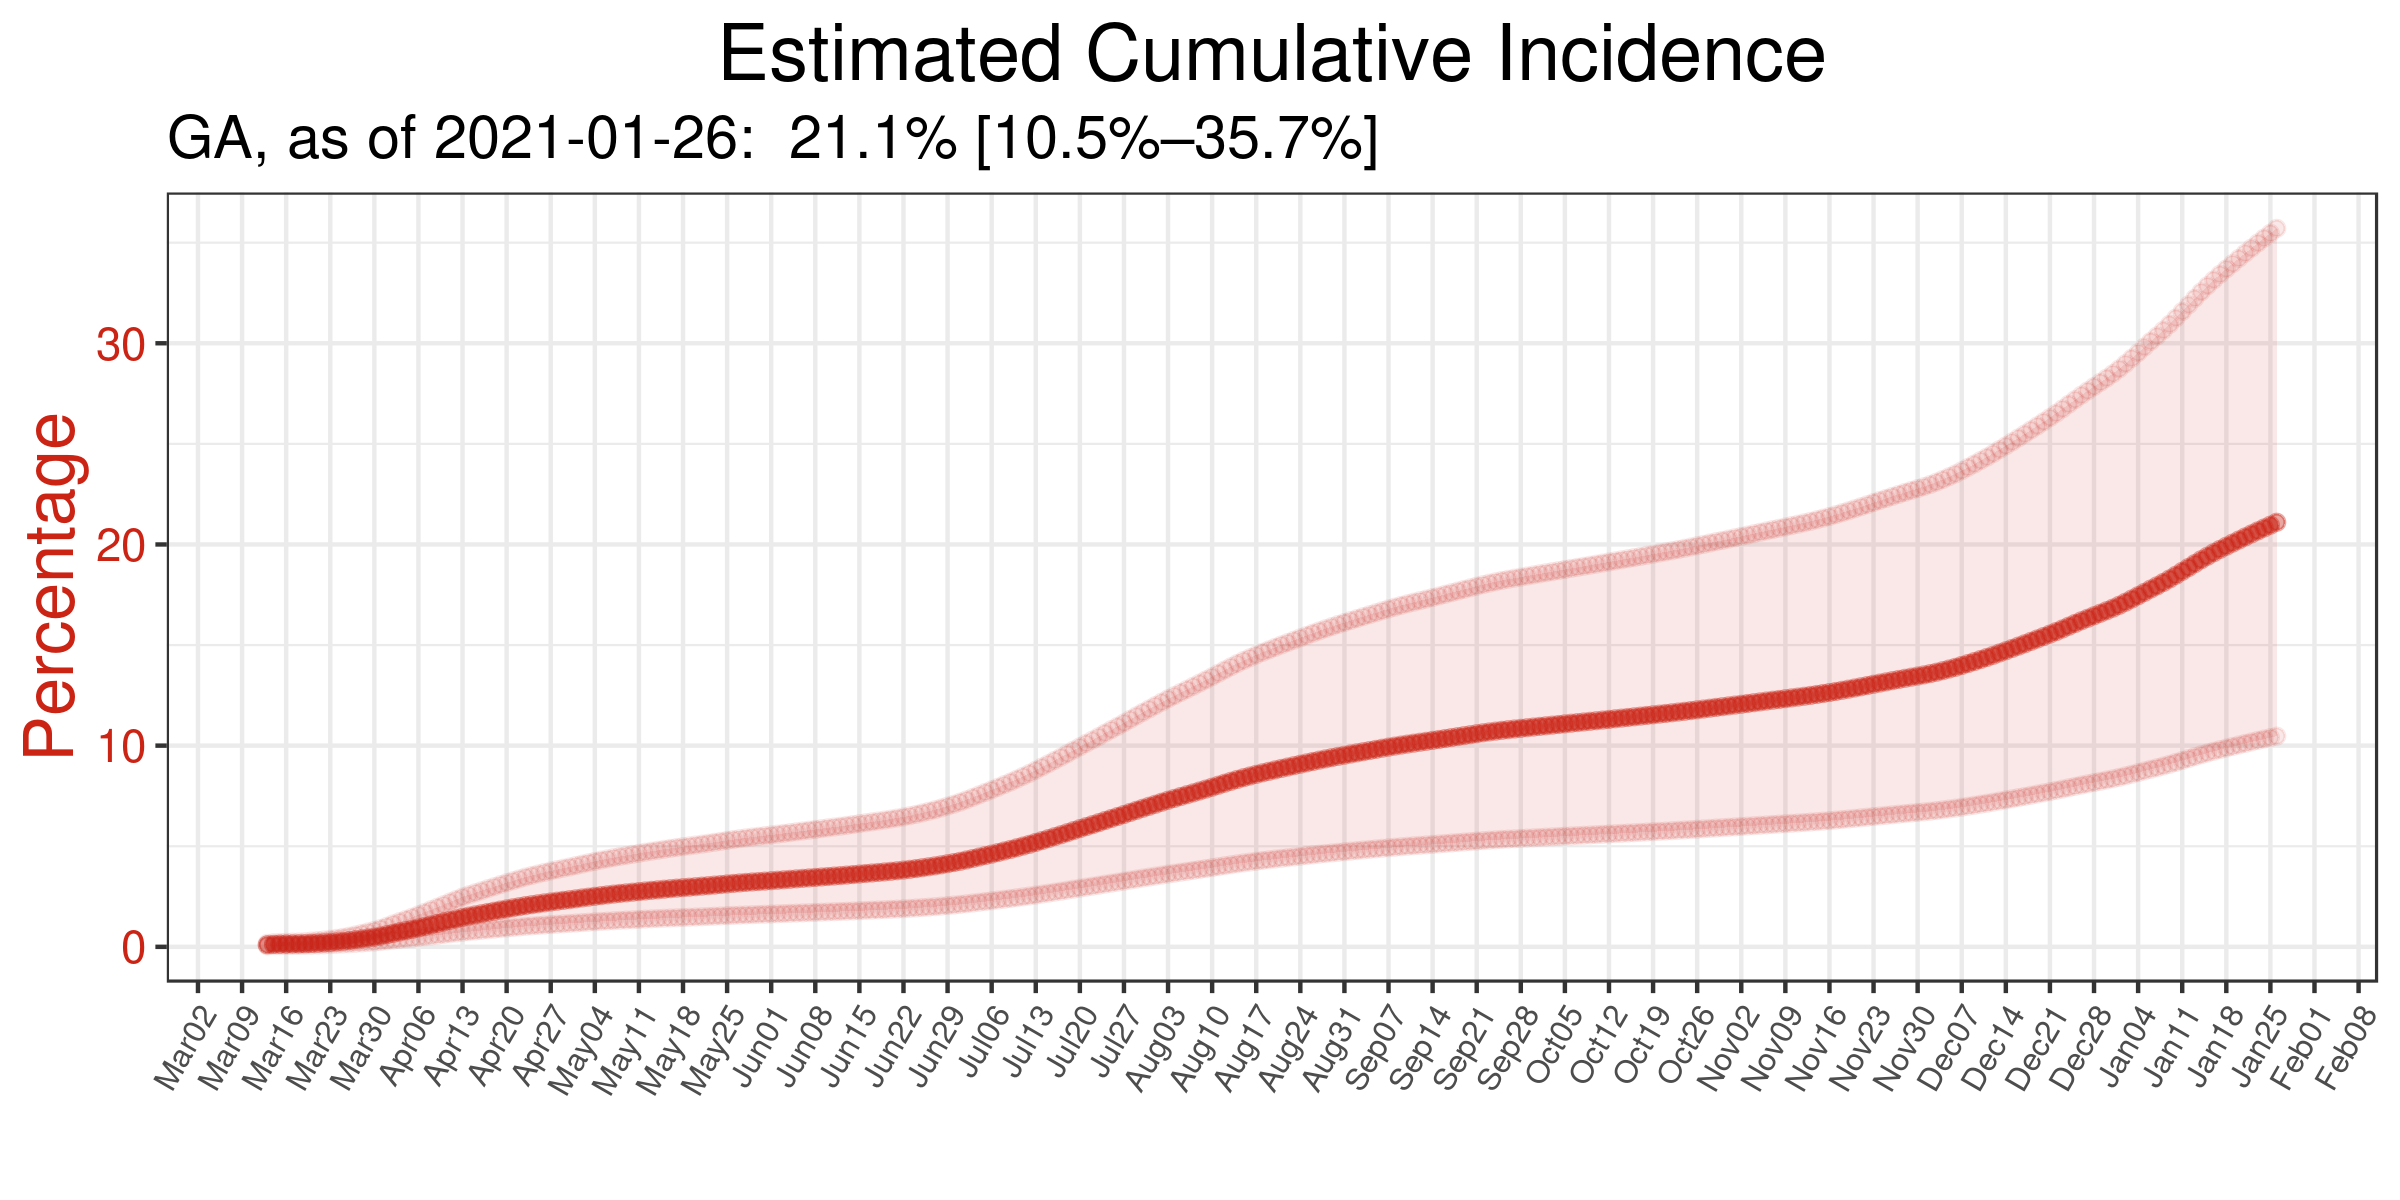 Estimated Cumulative Incidence
GA, as of 2021-01-26:  21.1% [10.5%–35.7%]
Percentage
30
20
10
0
Mar02
Mar09
Mar16
Mar23
Mar30
Apr06
Apr13
Apr20
Apr27
May04
May11
May18
May25
Jun01
Jun08
Jun15
Jun22
Jun29
Jul06
Jul13
Jul20
Jul27
Aug03
Aug10
Aug17
Aug24
Aug31
Sep07
Sep14
Sep21
Sep28
Oct05
Oct12
Oct19
Oct26
Nov02
Nov09
Nov16
Nov23
Nov30
Dec07
Dec14
Dec21
Dec28
Jan04
Jan11
Jan18
Jan25
Feb01
Feb08